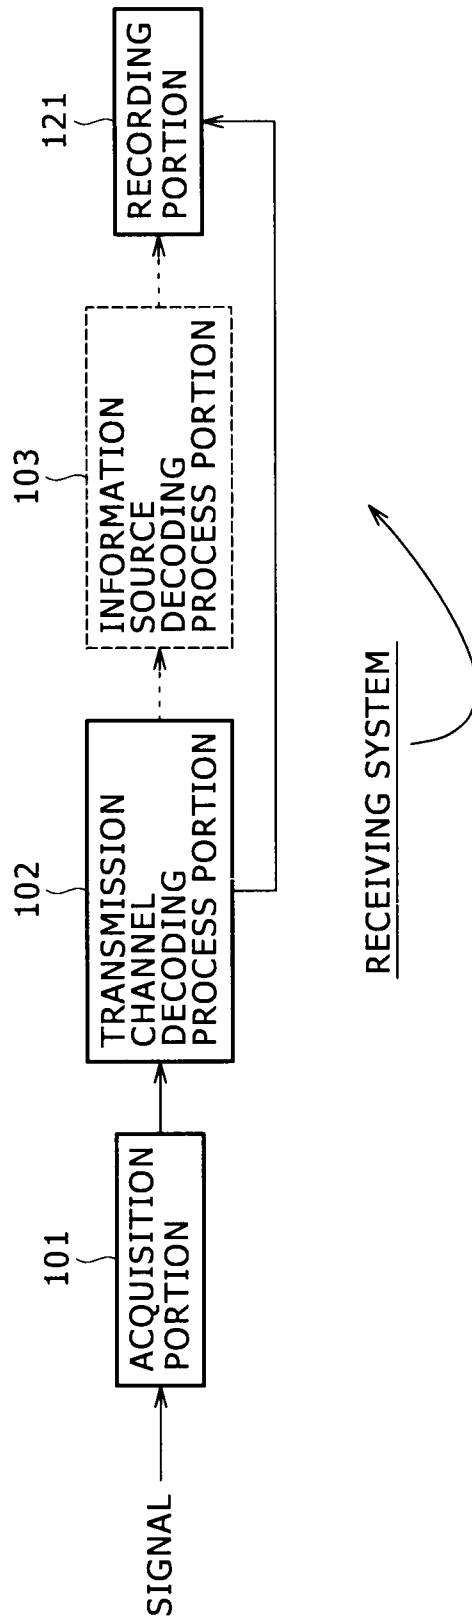 SIGNAL
101
ACQUISITION
PORTION
102
TRANSMISSION
CHANNEL
DECODING
PROCESS PORTION
103
INFORMATION
SOURCE
DECODING
PROCESS PORTION
121
RECORDING
PORTION
RECEIVING SYSTEM